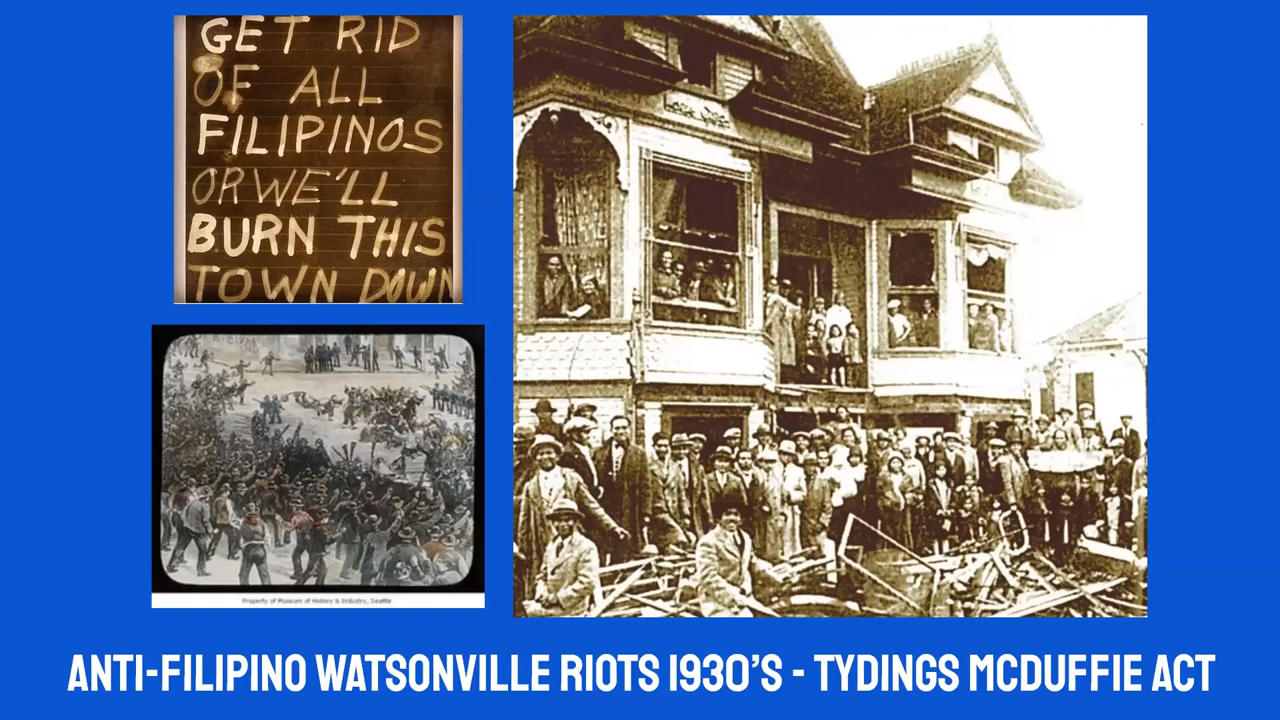 GET RID
OF ALL
FILIPINOS
OR WE'LL
BURN THIS
TOWN DOWN
Property of Museum of History & Industry, Seattle
ANTI-FILIPINO WATSONVILLE RIOTS 1930'S - TYDINGS MCDUFFIE ACT